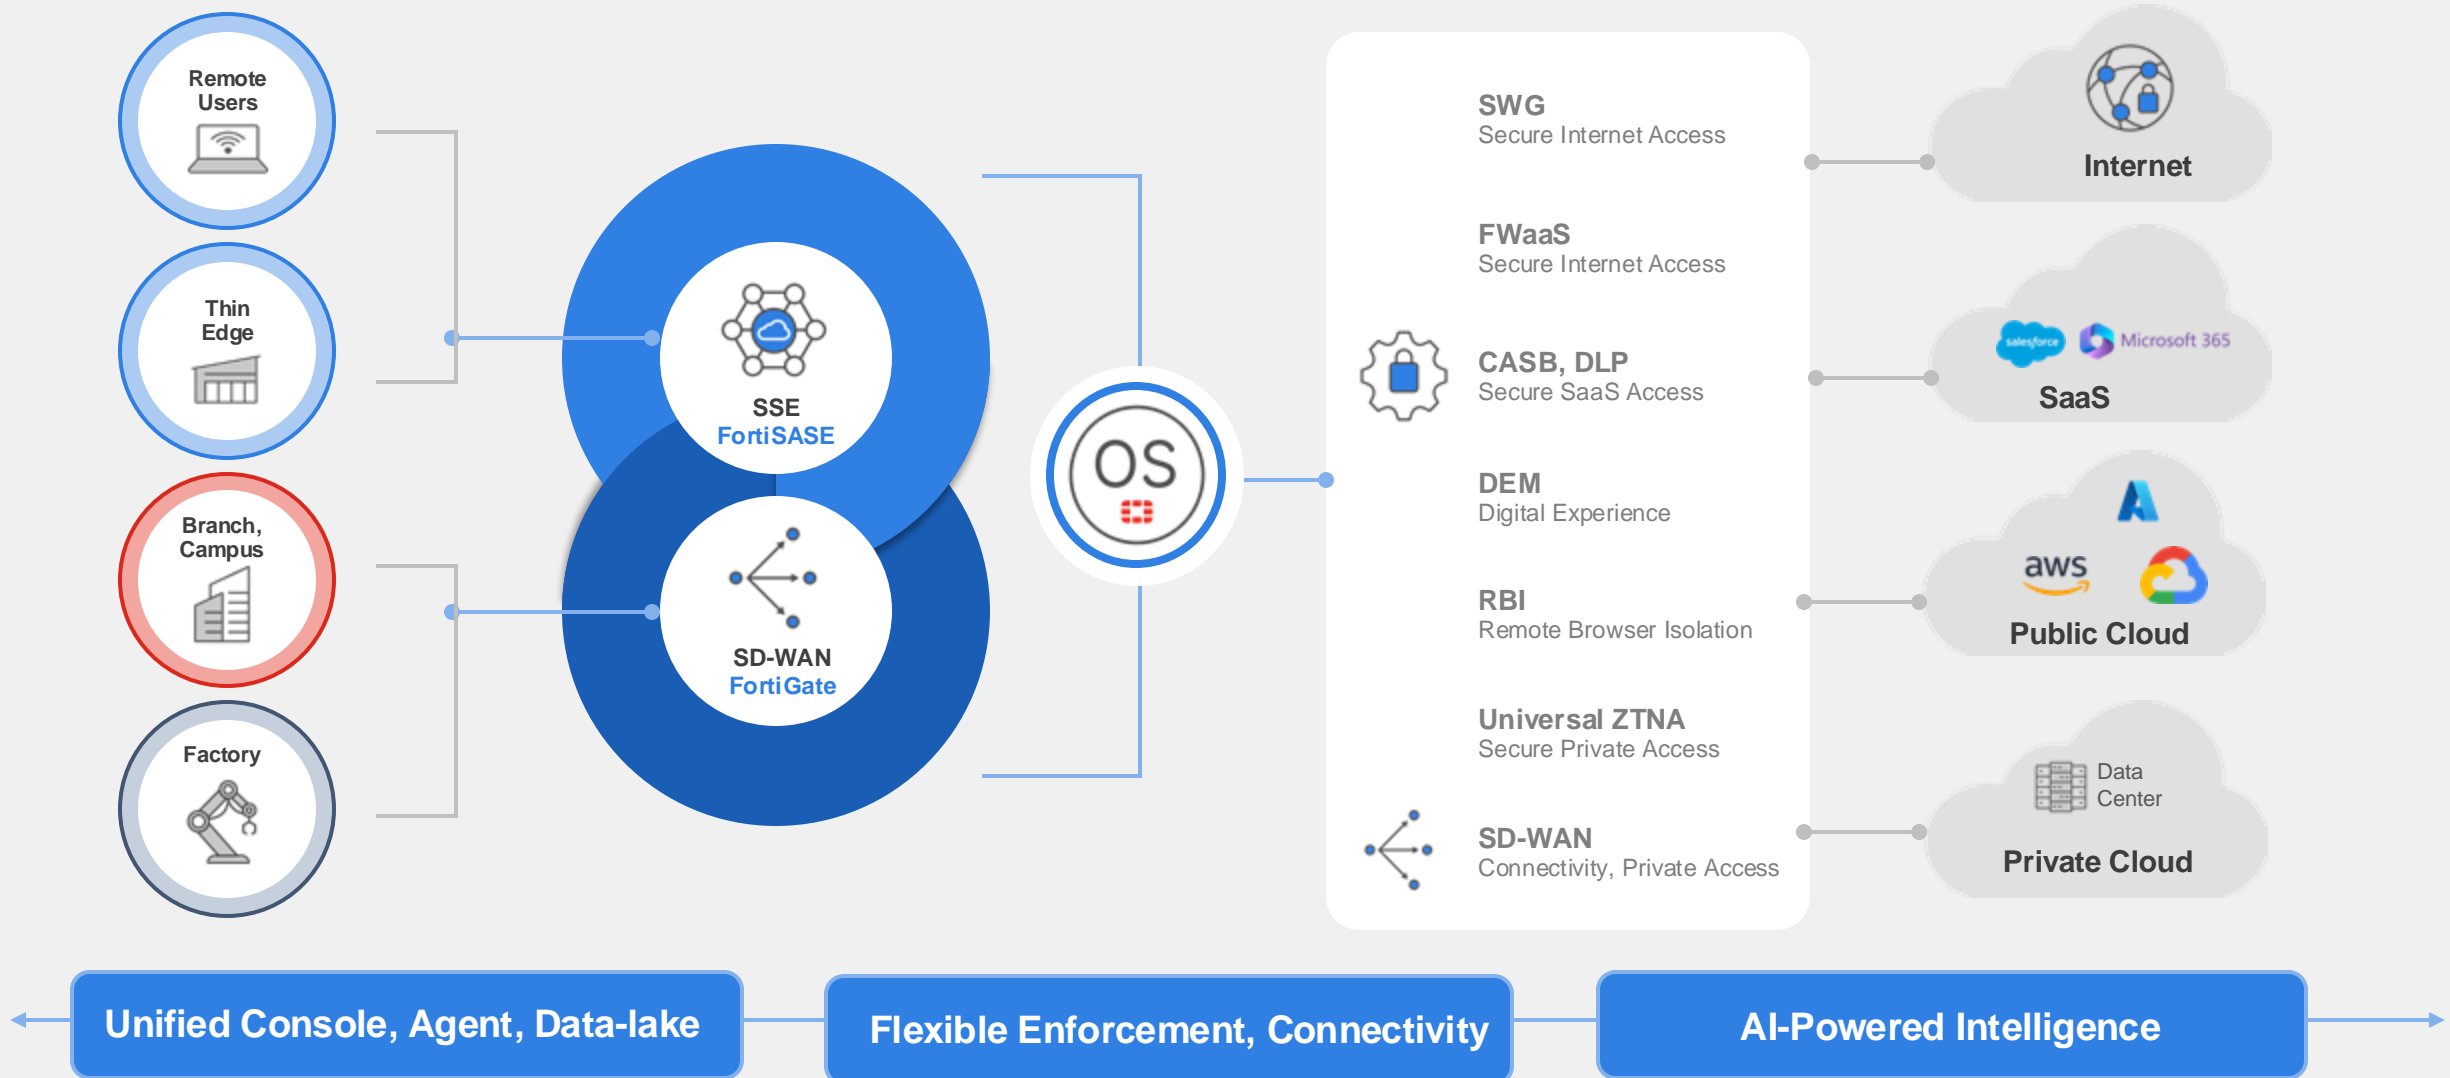 Remote
Users
Thin
Edge
Branch,
Campus
Factory
SSE
FortiSASE
SD-WAN
FortiGate
OS
SWG
Secure Internet Access
FWaaS
Secure Internet Access
CASB, DLP
Secure SaaS Access
DEM
Digital Experience
RBI
Remote Browser Isolation
Universal ZTNA
Secure Private Access
SD-WAN
Connectivity, Private Access
Internet
salesforce
Microsoft 365
SaaS
aws
Public Cloud
Data
Center
Private Cloud
Unified Console, Agent, Data-lake
Flexible Enforcement, Connectivity
AI-Powered Intelligence